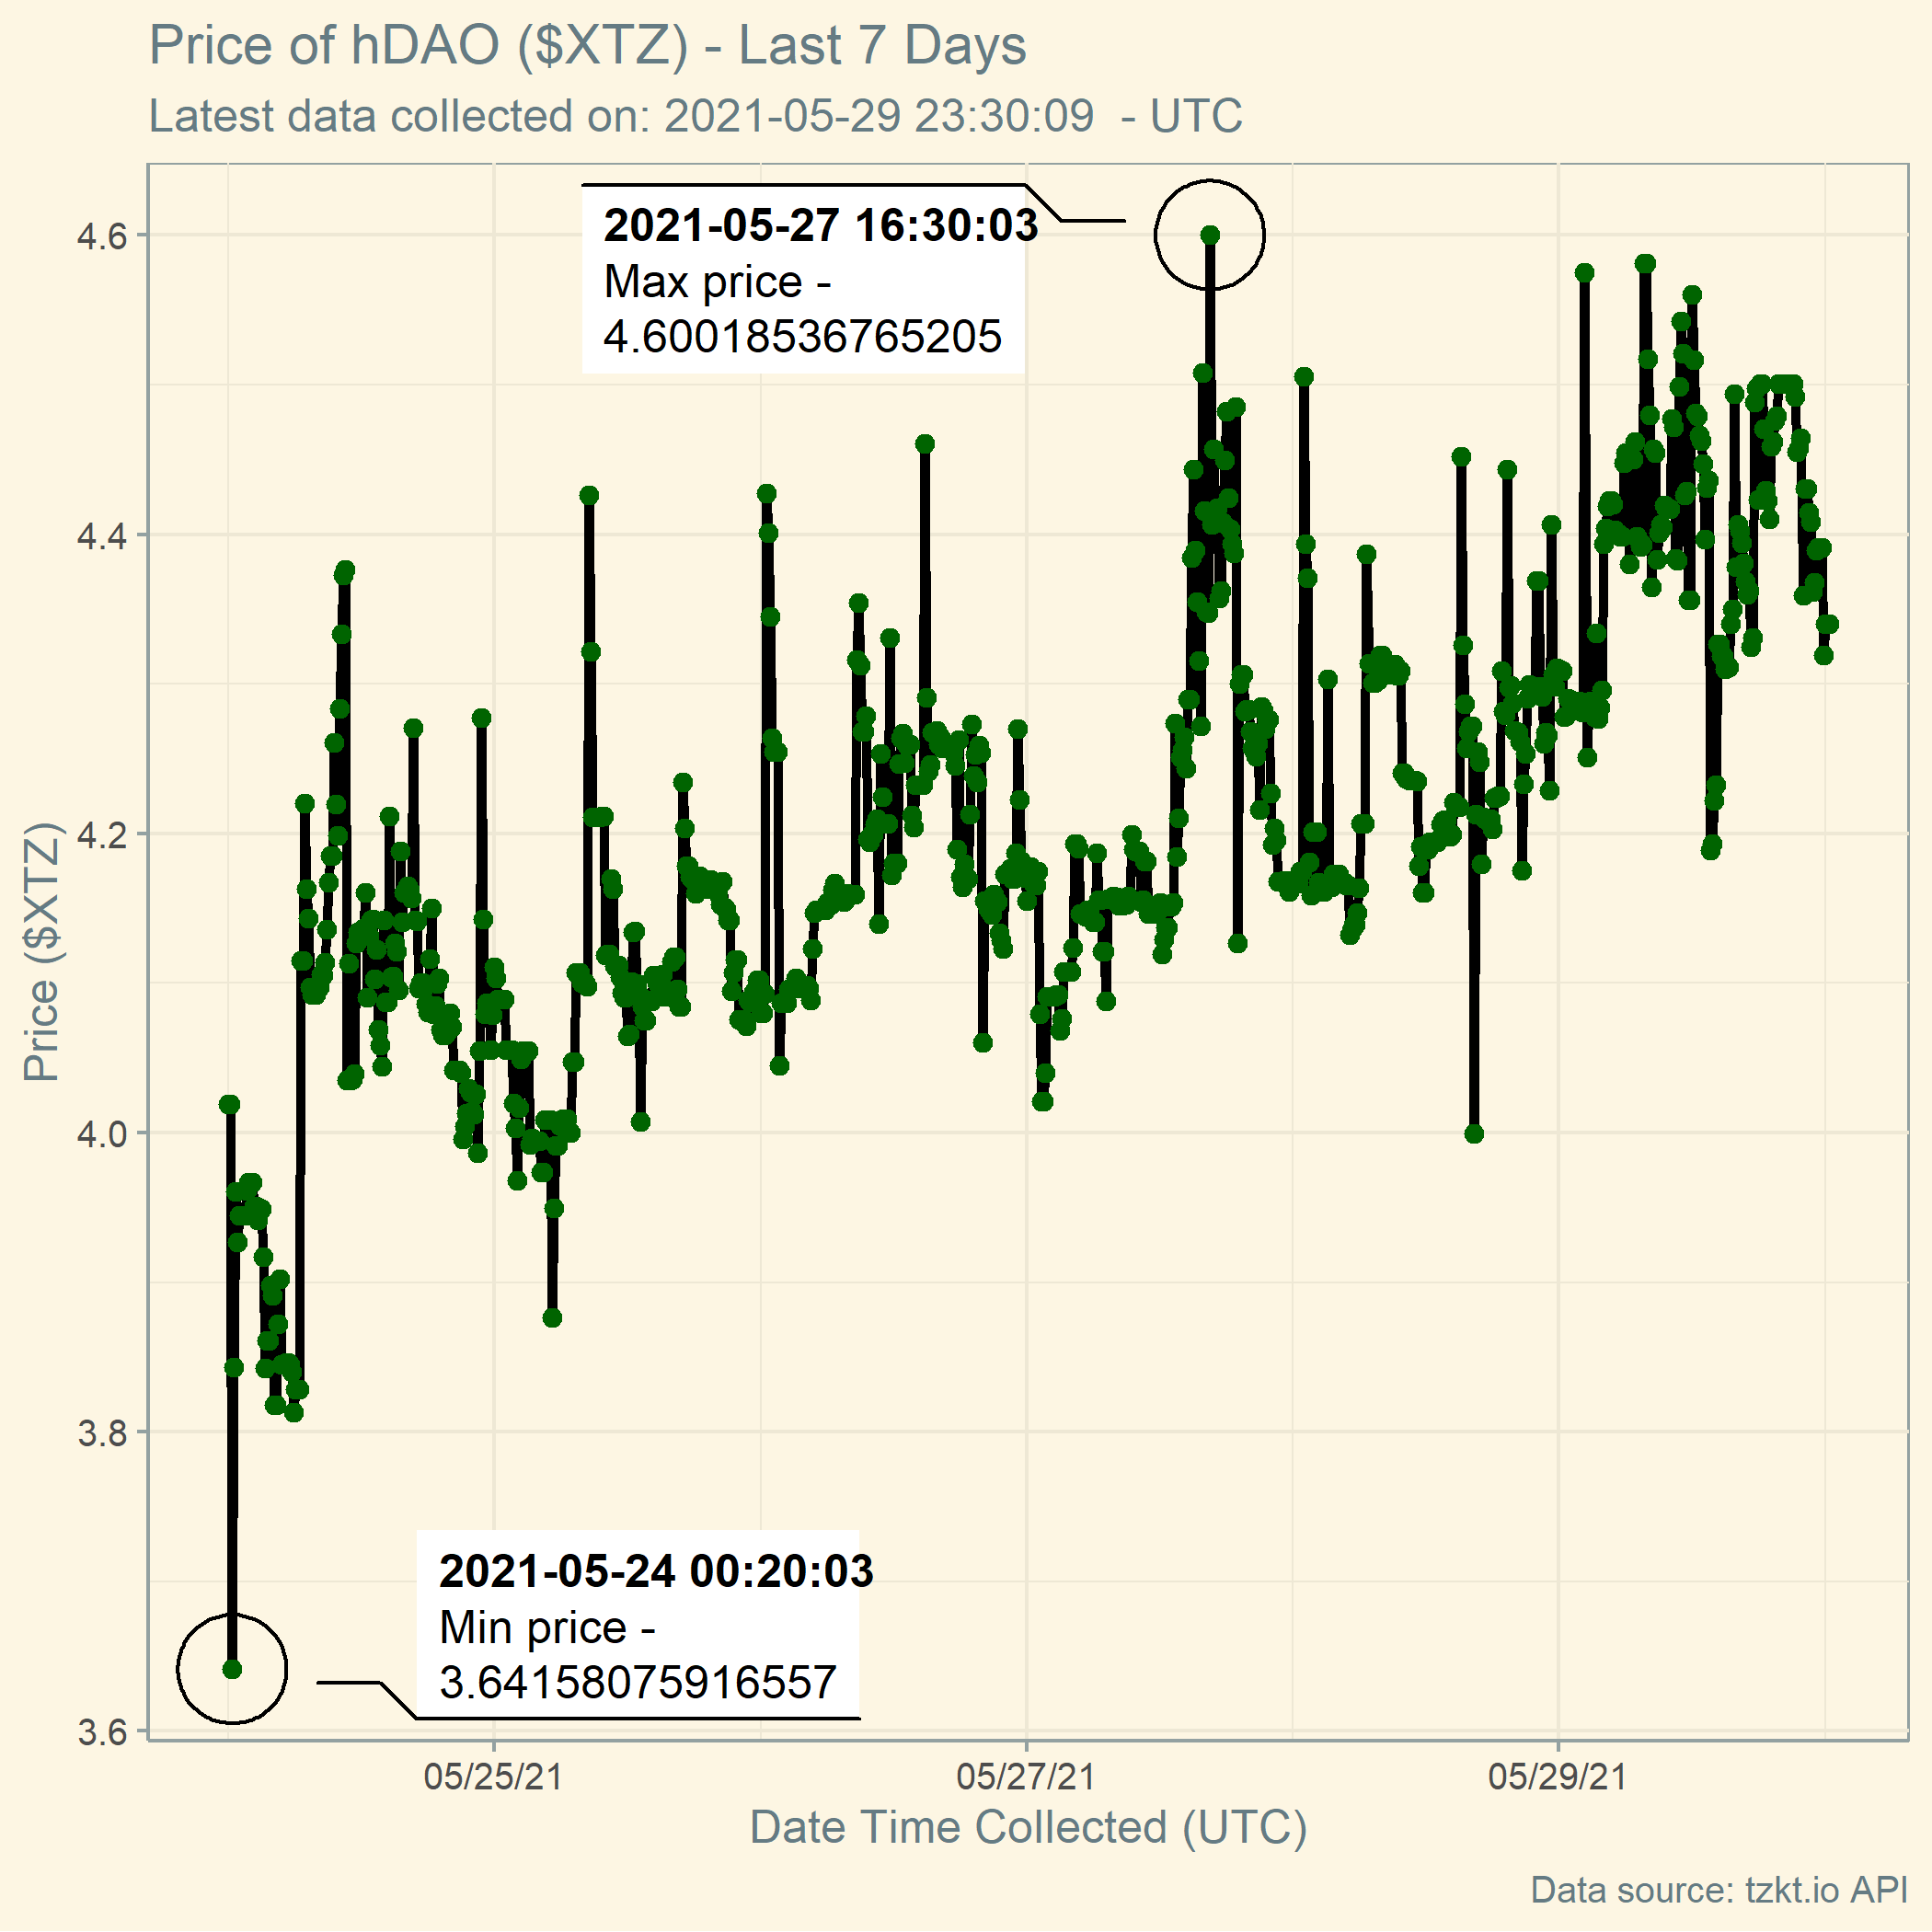 Price of hDAO ($XTZ) - Last 7 Days
Latest data collected on: 2021-05-29 23:30:09  - UTC
4.6
4.4
4.2
4.0
3.8
3.6
Price ($XTZ)
2021-05-27 16:30:03
Max price -
4.60018536765205
2021-05-24 00:20:03
Min price -
3.64158075916557
05/25/21
05/27/21
05/29/21
Date Time Collected (UTC)
Data source: tzkt.io API